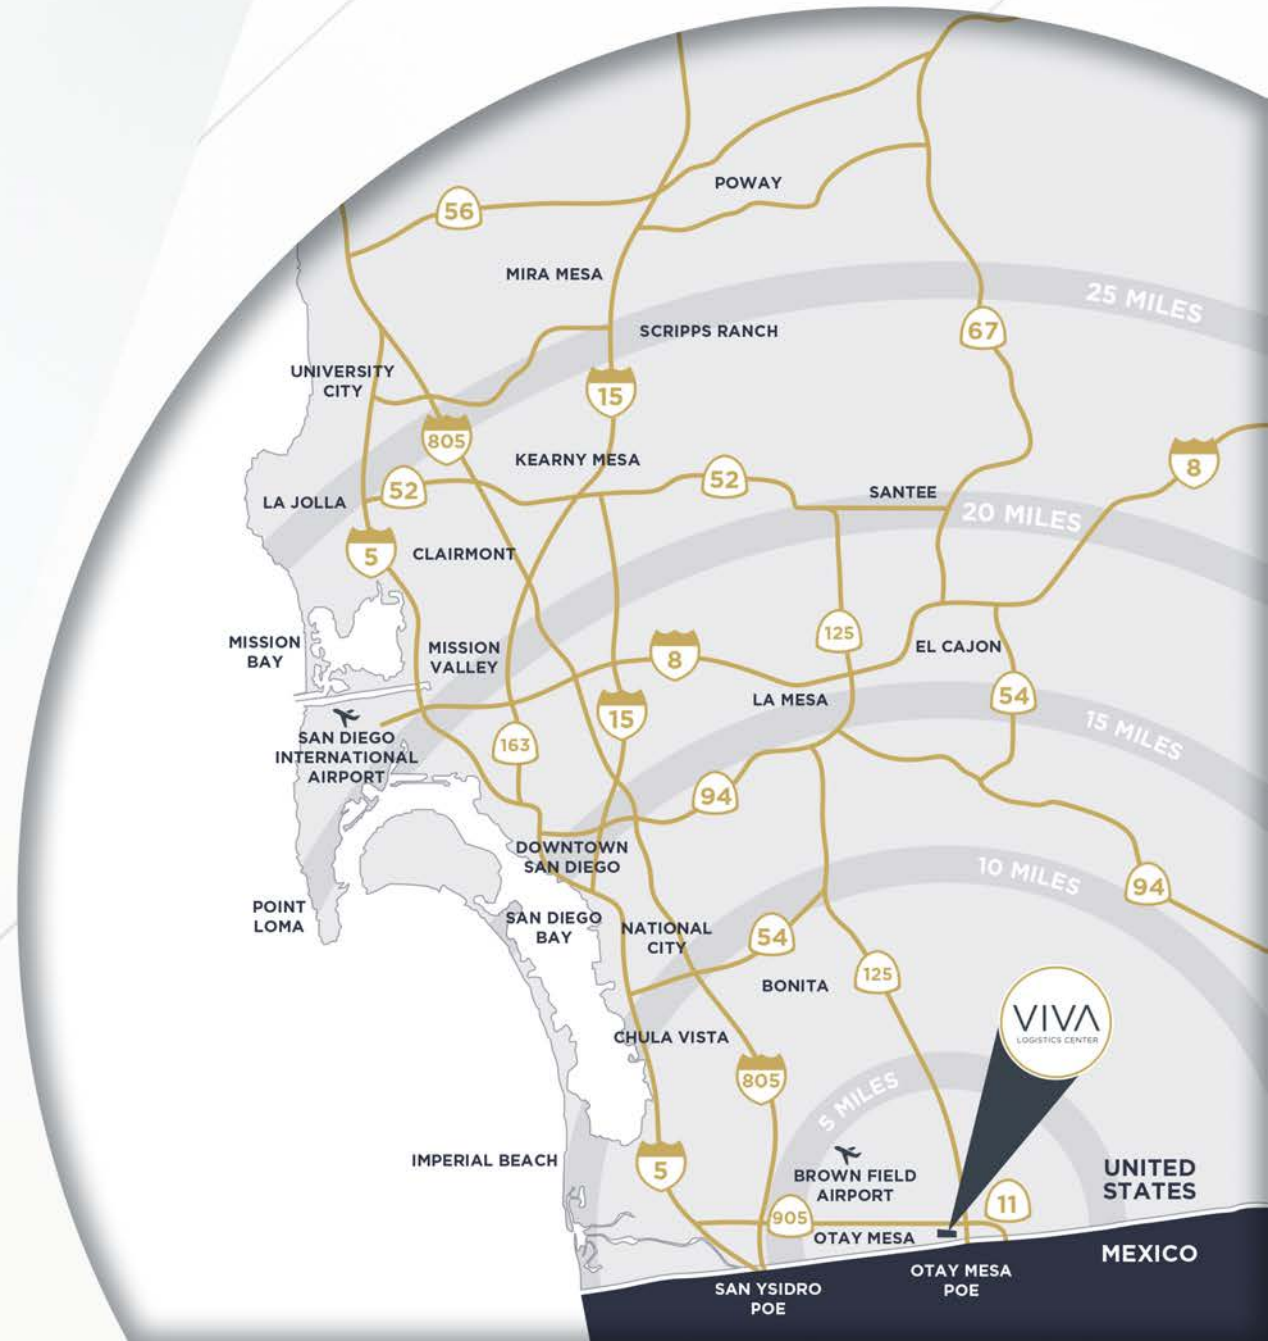 POWAY
56
MIRA MESA
25 MILES
SCRIPPS RANCH
67
UNIVERSITY
CITY
15
805
KEARNY MESA
8
52
52
SANTEE
LA JOLLA
20 MILES
5
CLAIRMONT
125
MISSION
BAY
MISSION
VALLEY
8
EL CAJON
54
LA MESA
15
15 MILES
SAN DIEGO
INTERNATIONAL
AIRPORT
163
94
DOWNTOWN
SAN DIEGO
10 MILES
94
POINT
LOMA
SAN DIEGO
BAY
NATIONAL
CITY
54
BONITA
125
VIVA
LOGISTICS CENTER
CHULA VISTA
805
5 MILES
IMPERIAL BEACH
5
BROWN FIELD
AIRPORT
UNITED
STATES
905
11
OTAY MESA
MEXICO
SAN YSIDRO
POE
OTAY MESA
POE